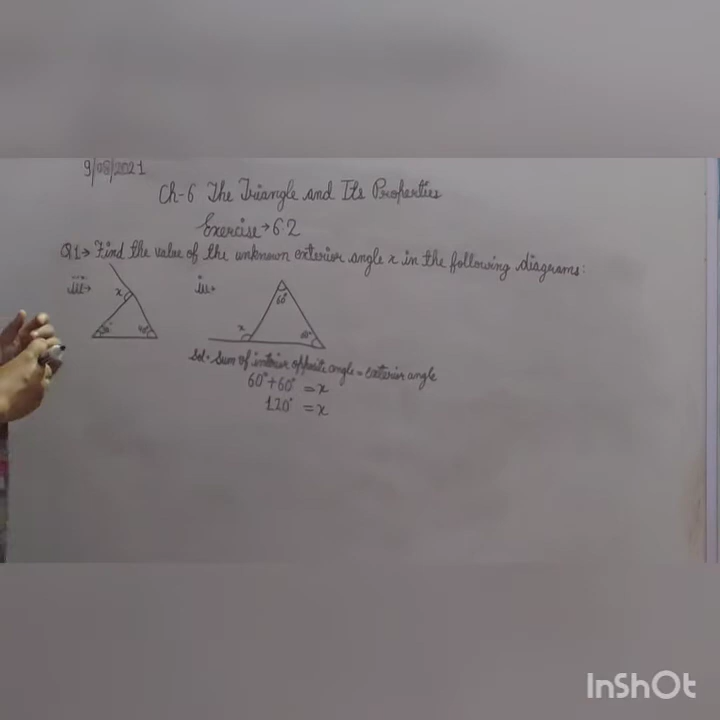 9/08/2021
Ch-6 The Triangle and Its Properties
Exercise→6.2
Q1→ Find the value of the unknown exterior angle x in the following diagrams:
iii→
x
60°
x
60°
Sol→ Sum of interior opposite angle = exterior angle
60°+60° = x
120° = x
InShOt